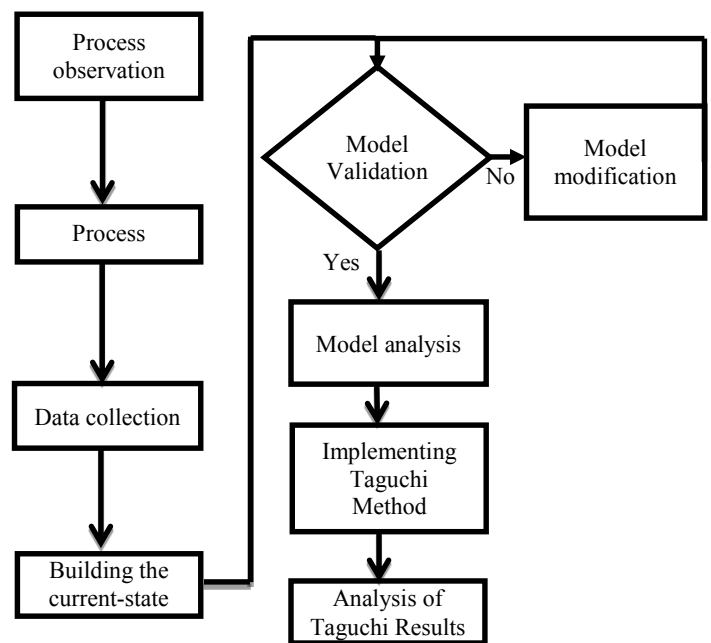 Process
observation
Process
Data collection
Building the
current-state
Model
Validation
No
Model
modification
Yes
Model analysis
Implementing
Taguchi
Method
Analysis of
Taguchi Results